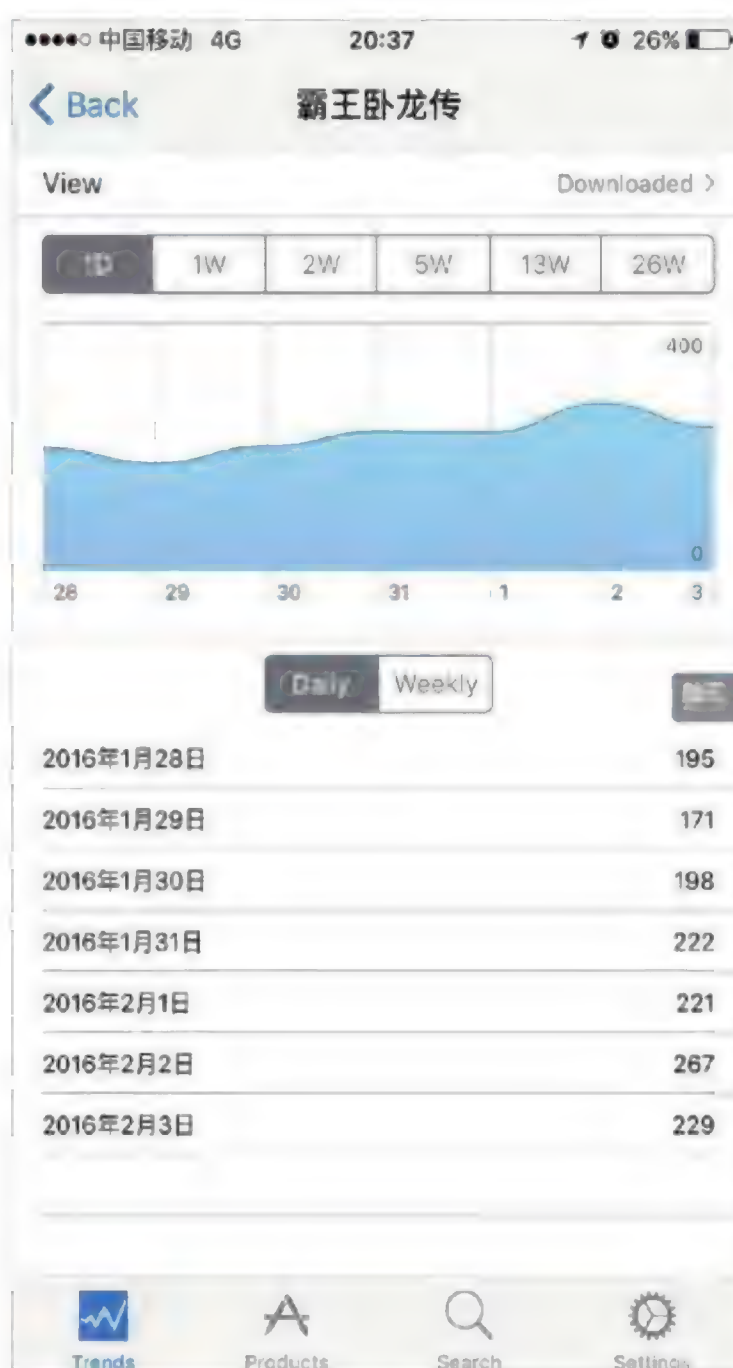 中国移动 4G 20:37 26%
Back 霸王卧龙传
View Downloaded >
1D 1W 2W 5W 13W 26W
400
0
28 29 30 31 1 2 3
Daily Weekly
2016年1月28日 195
2016年1月29日 171
2016年1月30日 198
2016年1月31日 222
2016年2月1日 221
2016年2月2日 267
2016年2月3日 229
Trends Products Search Settings